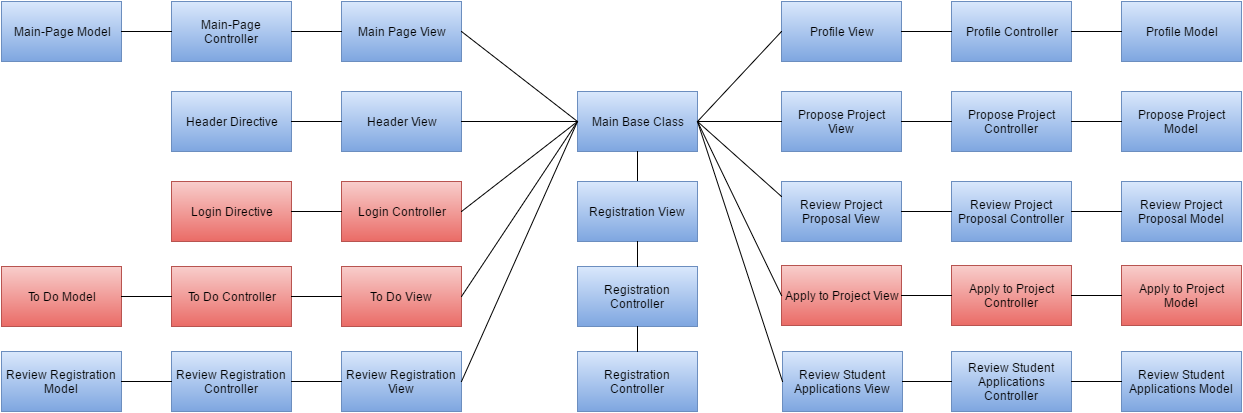 Main-Page Model
Main-Page
Controller
Main Page View
Profile View
Profile Controller
Profile Model
Header Directive
Header View
Main Base Class
Propose Project
View
Propose Project
Controller
Propose Project
Model
Login Directive
Login Controller
Registration View
Review Project
Proposal View
Review Project
Proposal Controller
Review Project
Proposal Model
To Do Model
To Do Controller
To Do View
Registration
Controller
Apply to Project View
Apply to Project
Controller
Apply to Project
Model
Review Registration
Model
Review Registration
Controller
Review Registration
View
Registration
Controller
Review Student
Applications View
Review Student
Applications
Controller
Review Student
Applications Model